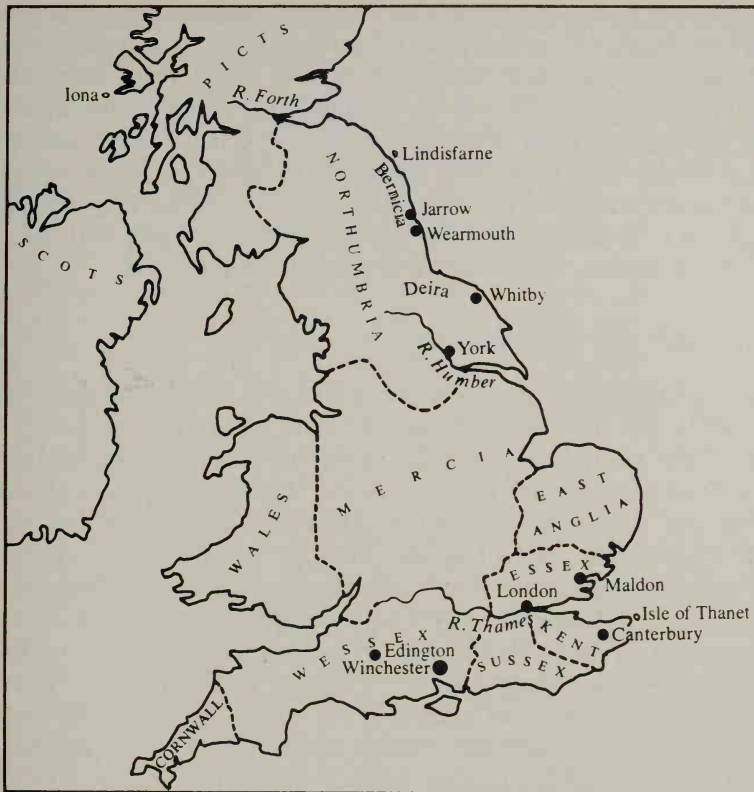 PICTS
Iona
R. Forth
Lindisfarne
NORTHUMBRIA
Bernicia
Jarrow
Wearmouth
SCOTS
Deira
Whitby
York
R. Humber
MERCIA
EAST
ANGLIA
WALES
ESSEX
Maldon
London
Isle of Thanet
R. Thames
KENT
Canterbury
WESSEX
Edington
Winchester
SUSSEX
CORNWALL